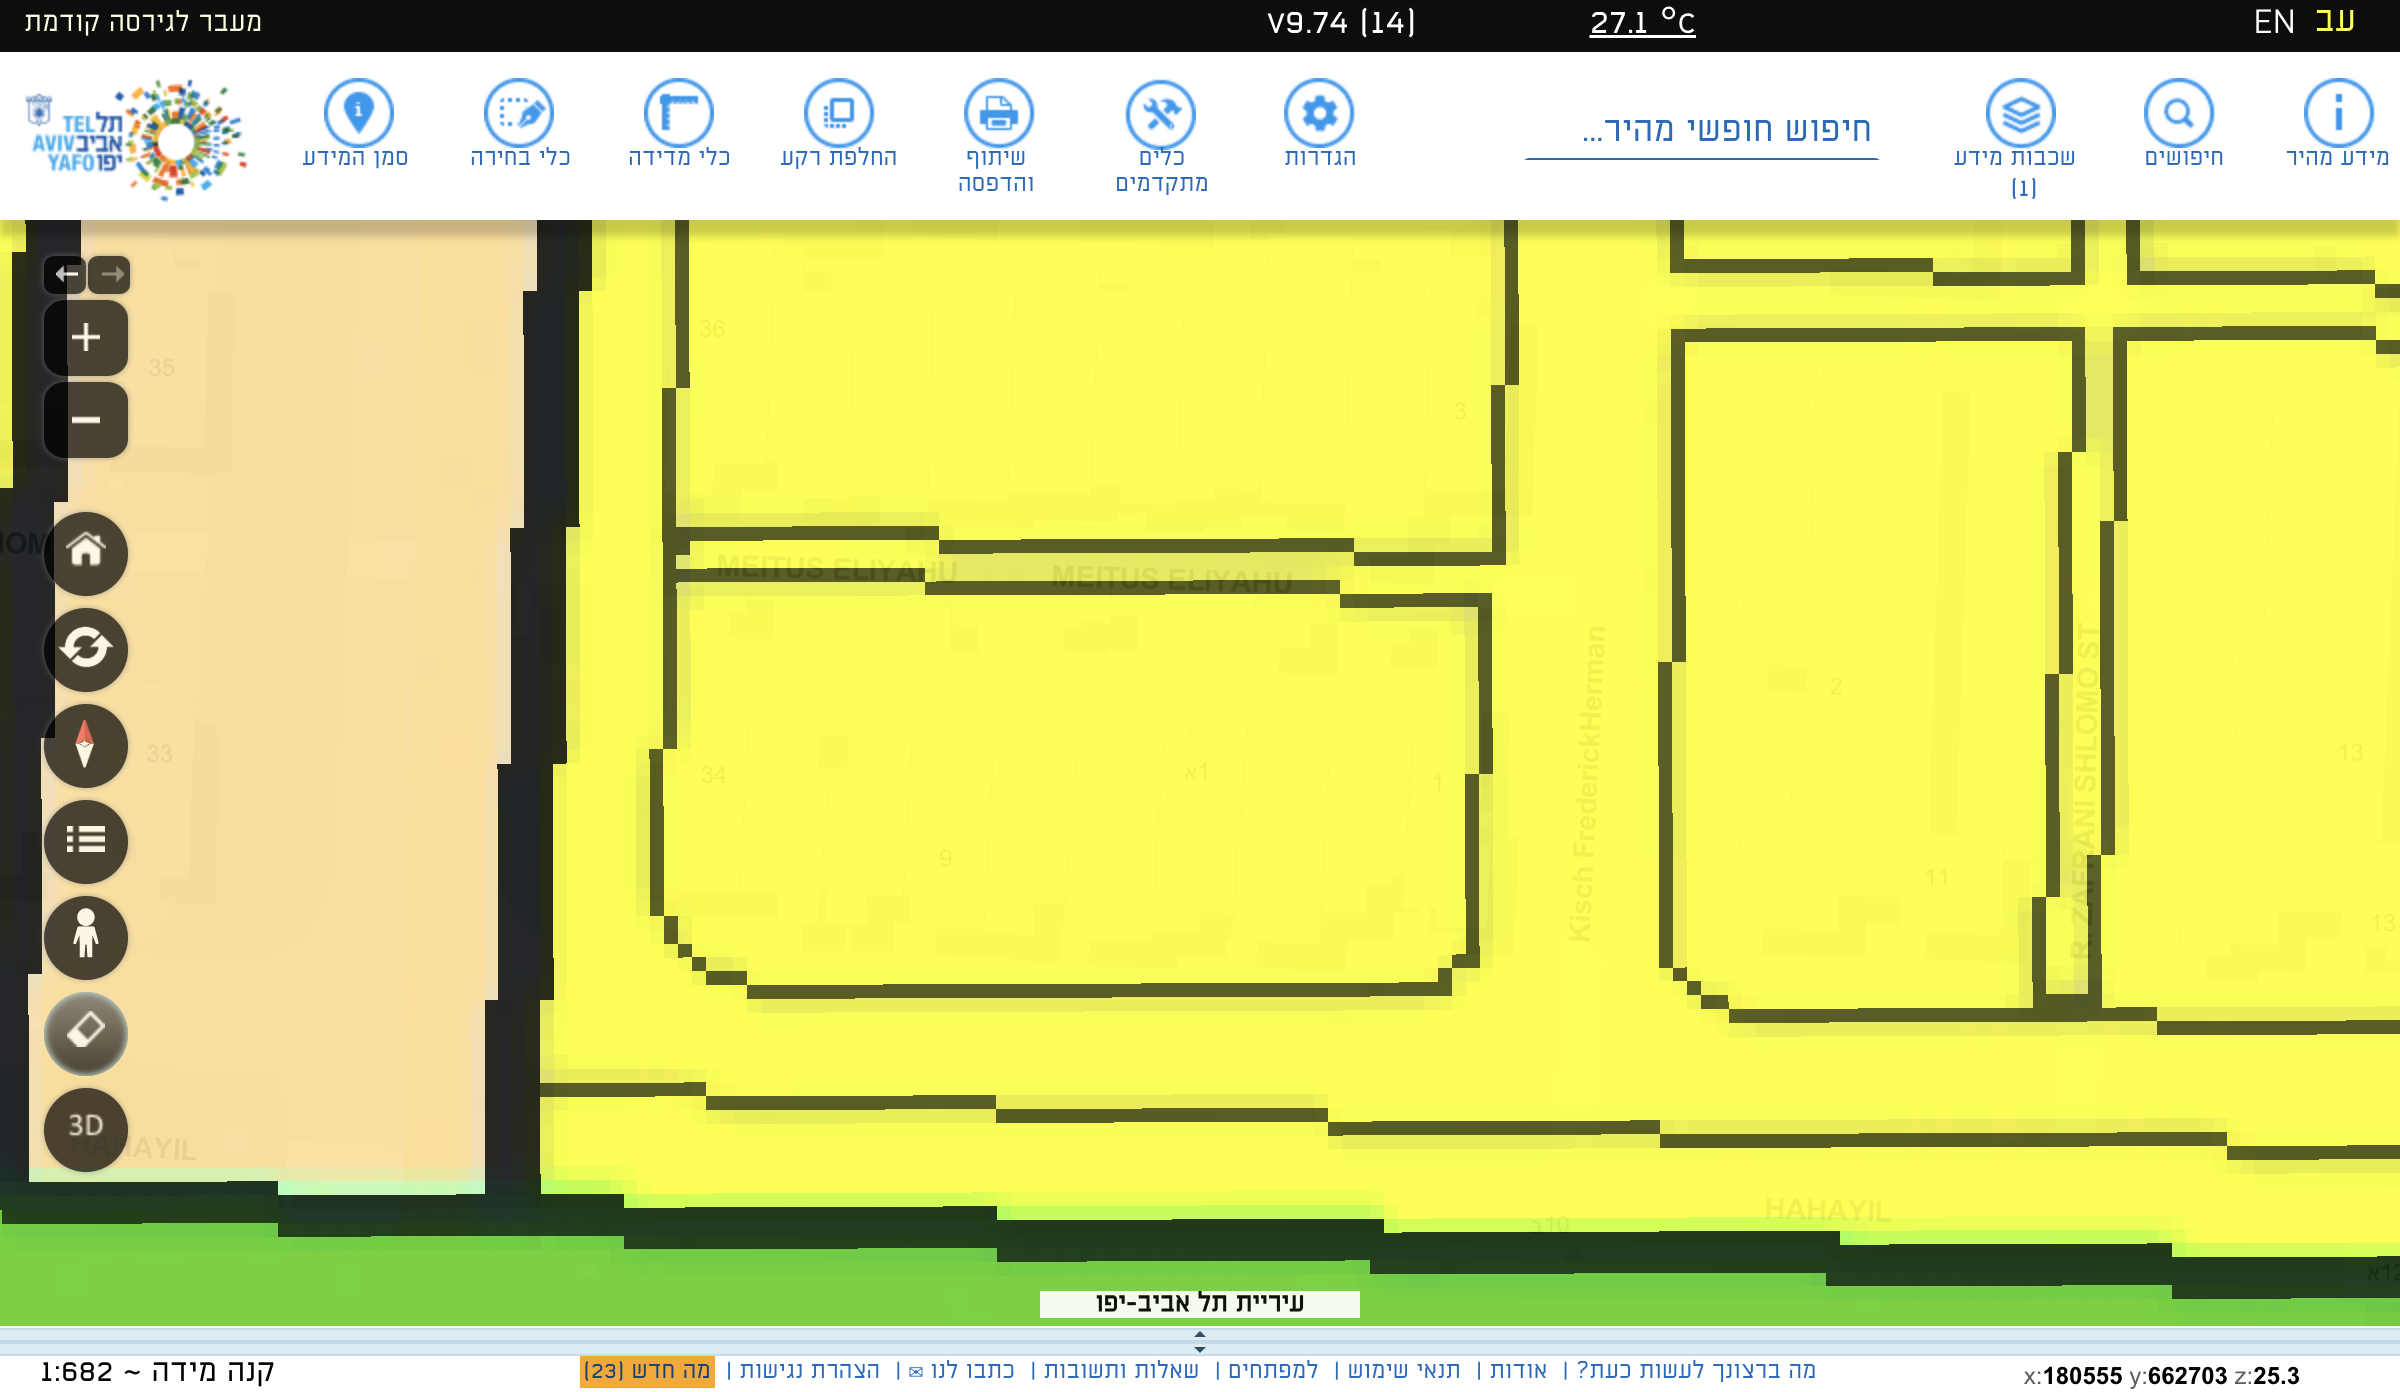 מעבר לגירסה קודמת
V9.74 (14)
27.1 °C
EN עב
תל
אביב
יפו
TEL
AVIV
YAFO
סמן המידע
כלי בחירה
כלי מדידה
החלפת רקע
שיתוף
והדפסה
כלים
מתקדמים
הגדרות
חיפוש חופשי מהיר...
שכבות מידע
(1)
חיפושים
מידע מהיר
36
35
3
MEITUS ELIYAHU
MEITUS ELIYAHU
Kisch FrederickHerman
R. ZAFRANI SHLOMO ST
2
33
34
1א
1
13
9
11
13
3D
HAHAYIL
HAHAYIL
10ב
עיריית תל אביב-יפו
קנה מידה ~ 1:682
מה ברצונך לעשות כעת? | אודות | תנאי שימוש | למפתחים | שאלות ותשובות | כתבו לנו ✉ | הצהרת נגישות | מה חדש (23)
x:180555 y:662703 z:25.3